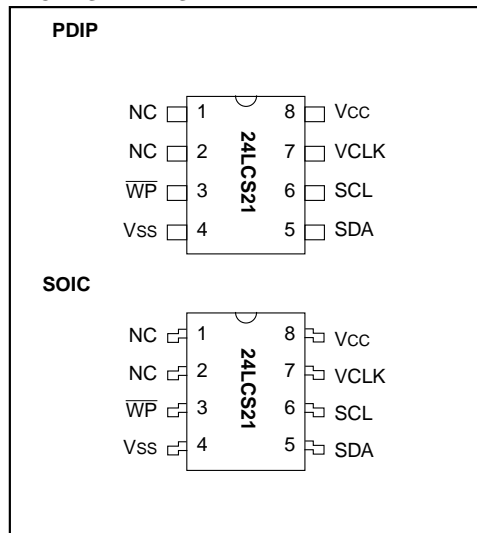 PDIP
NC 1 8 VCC
NC 2 7 VCLK
WP 3 6 SCL
VSS 4 5 SDA
24LCS21
SOIC
NC 1 8 VCC
NC 2 7 VCLK
WP 3 6 SCL
VSS 4 5 SDA
24LCS21